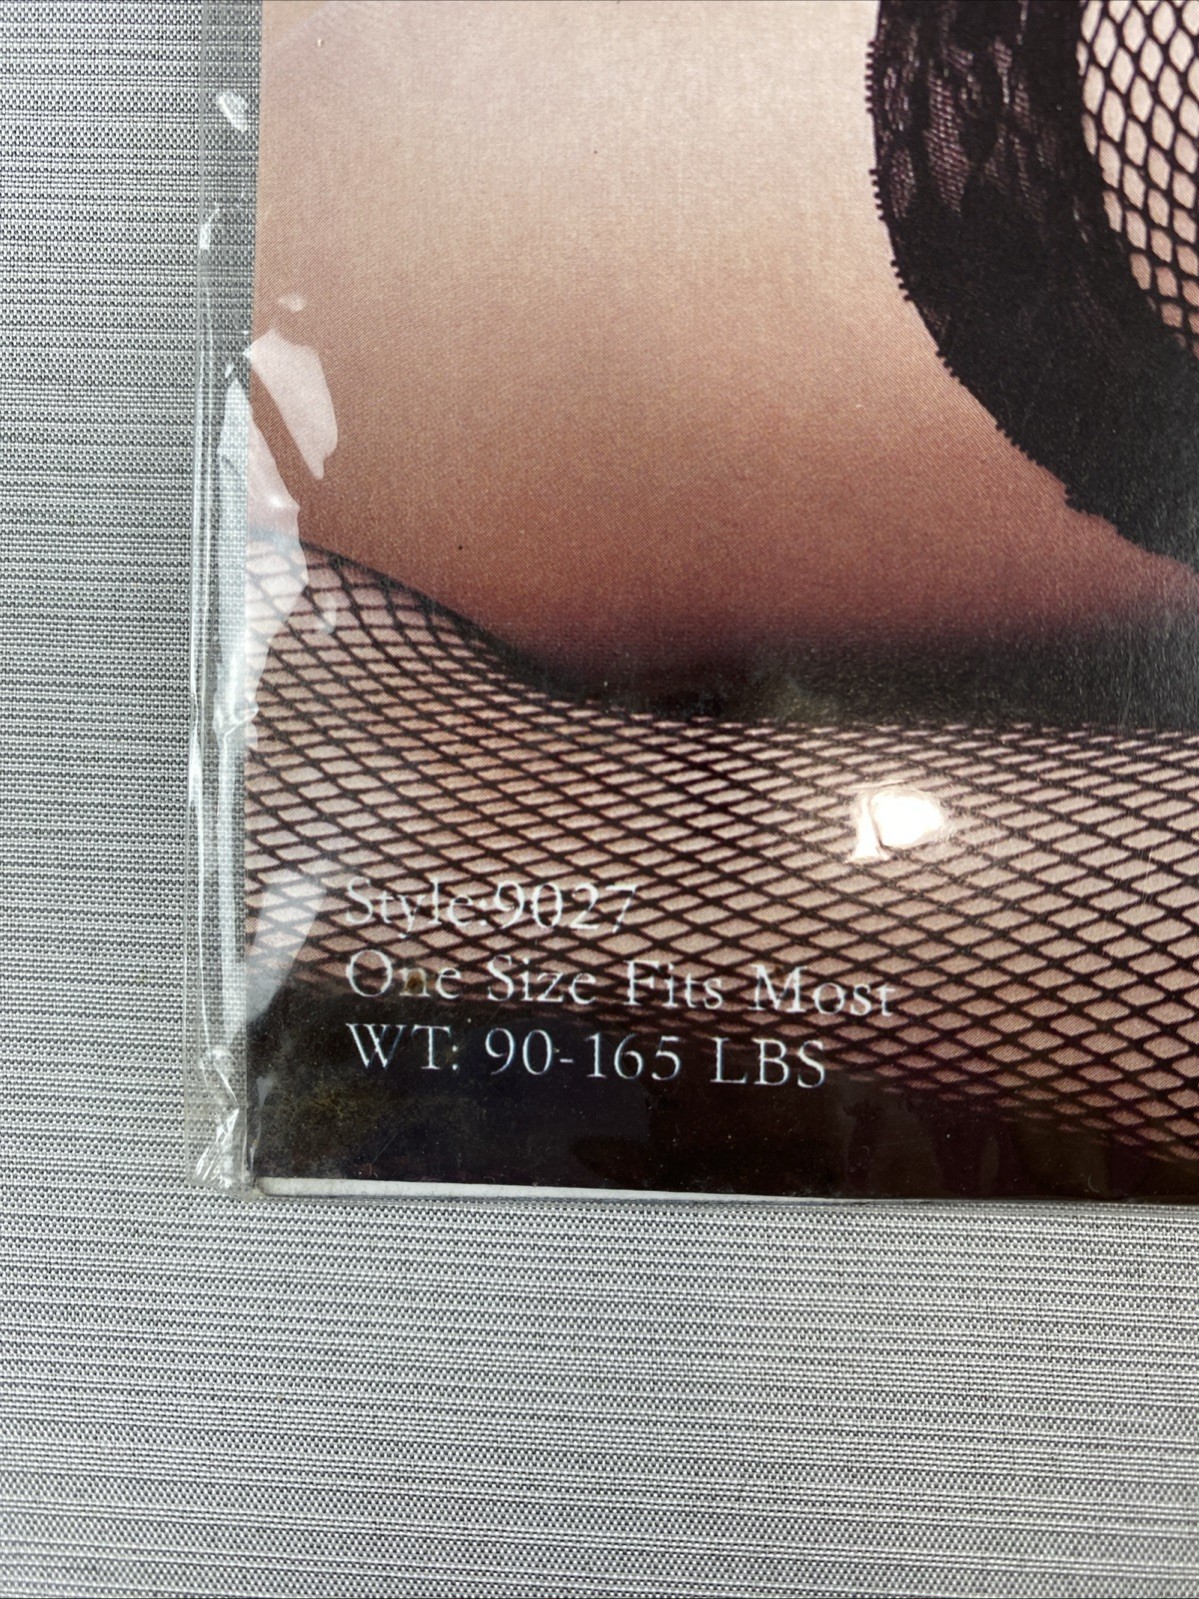 Style:9027
One Size Fits Most
WT: 90-165 LBS